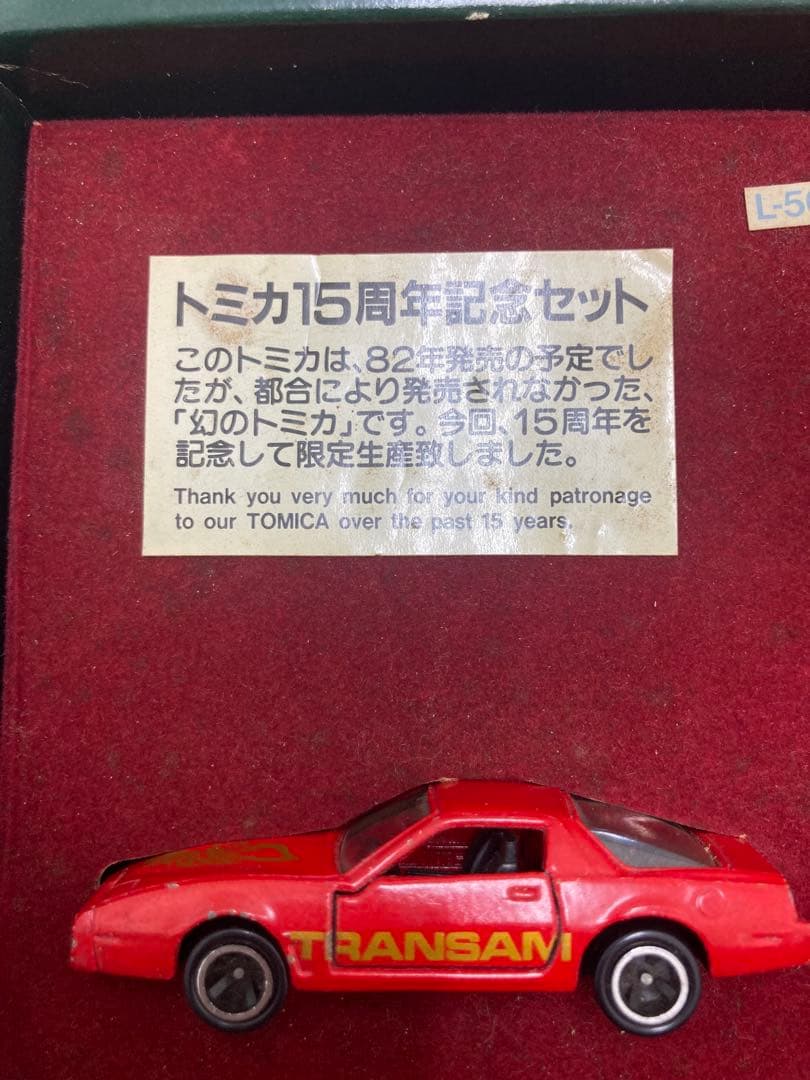 L-5
トミカ15周年記念セット
このトミカは、82年発売の予定でし
たが、都合により発売されなかった、
「幻のトミカ」です。今回、15周年を
記念して限定生産致しました。
Thank you very much for your kind patronage
to our TOMICA over the past 15 years.
TRANSAM